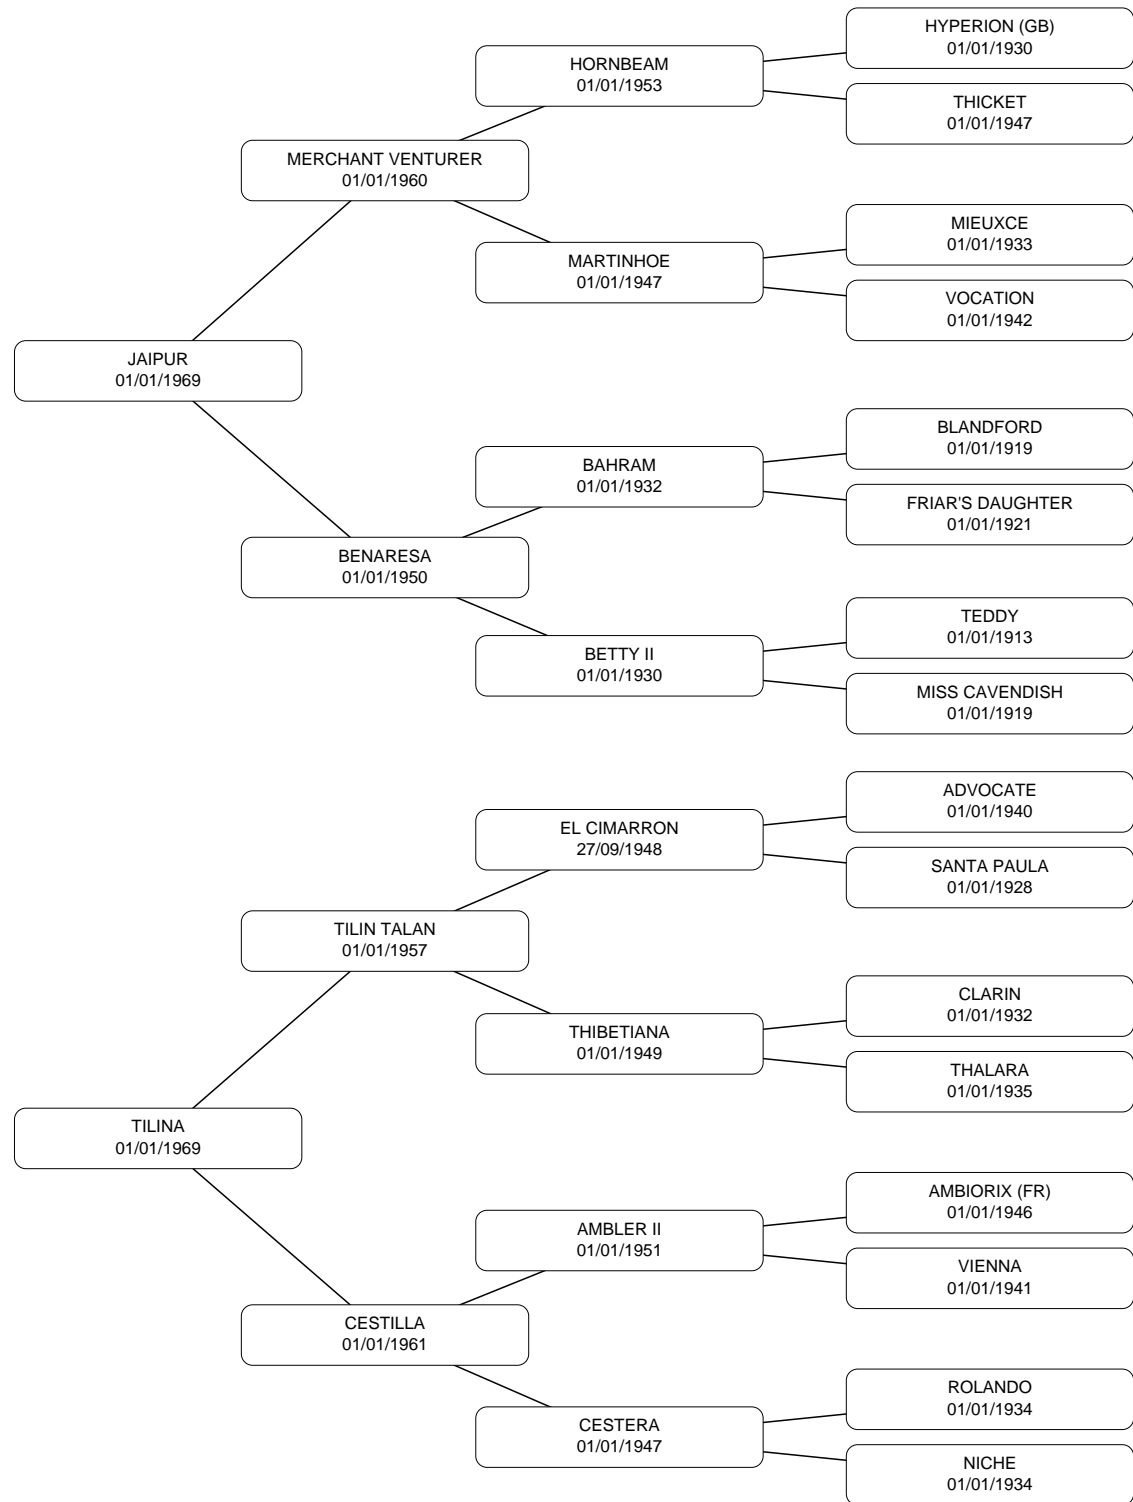 HYPERION (GB)
01/01/1930
HORNBEAM
01/01/1953
THICKET
01/01/1947
MERCHANT VENTURER
01/01/1960
MIEUXCE
01/01/1933
MARTINHOE
01/01/1947
VOCATION
01/01/1942
JAIPUR
01/01/1969
BLANDFORD
01/01/1919
BAHRAM
01/01/1932
FRIAR'S DAUGHTER
01/01/1921
BENARESA
01/01/1950
TEDDY
01/01/1913
BETTY II
01/01/1930
MISS CAVENDISH
01/01/1919
ADVOCATE
01/01/1940
EL CIMARRON
27/09/1948
SANTA PAULA
01/01/1928
TILIN TALAN
01/01/1957
CLARIN
01/01/1932
THIBETIANA
01/01/1949
THALARA
01/01/1935
TILINA
01/01/1969
AMBIORIX (FR)
01/01/1946
AMBLER II
01/01/1951
VIENNA
01/01/1941
CESTILLA
01/01/1961
ROLANDO
01/01/1934
CESTERA
01/01/1947
NICHE
01/01/1934